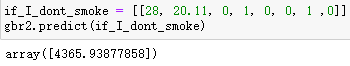 if_I_dont_smoke = [[28, 20.11, 0, 1, 0, 0, 1 ,0]]
gbr2.predict(if_I_dont_smoke)
array([4365.93877858])